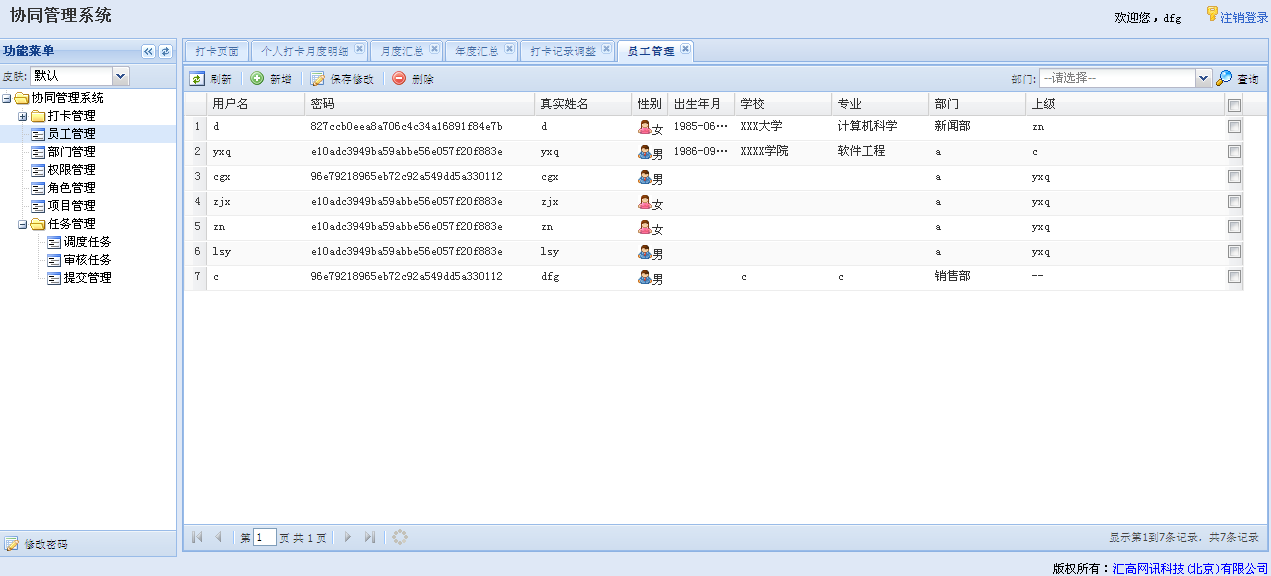 协同管理系统
欢迎您，dfg 注销登录
功能菜单
皮肤: 默认
协同管理系统
打卡管理
员工管理
部门管理
权限管理
角色管理
项目管理
任务管理
调度任务
审核任务
提交管理
修改密码
打卡页面 个人打卡月度明细 月度汇总 年度汇总 打卡记录调整 员工管理
刷新 新增 保存修改 删除 部门: --请选择-- 查询
用户名 密码 真实姓名 性别 出生年月 学校 专业 部门 上级
1 d 827ccb0eea8a706c4c34a16891f84e7b d 女 1985-06··· XXX大学 计算机科学 新闻部 zn
2 yxq e10adc3949ba59abbe56e057f20f883e yxq 男 1986-09··· XXXX学院 软件工程 a c
3 cgx 96e79218965eb72c92a549dd5a330112 cgx 男 a yxq
4 zjx e10adc3949ba59abbe56e057f20f883e zjx 女 a yxq
5 zn e10adc3949ba59abbe56e057f20f883e zn 女 a yxq
6 lsy e10adc3949ba59abbe56e057f20f883e lsy 男 a yxq
7 c 96e79218965eb72c92a549dd5a330112 dfg 男 c c 销售部 --
第 1 页 共 1 页 显示第1到7条记录，共7条记录
版权所有：汇高网讯科技(北京)有限公司